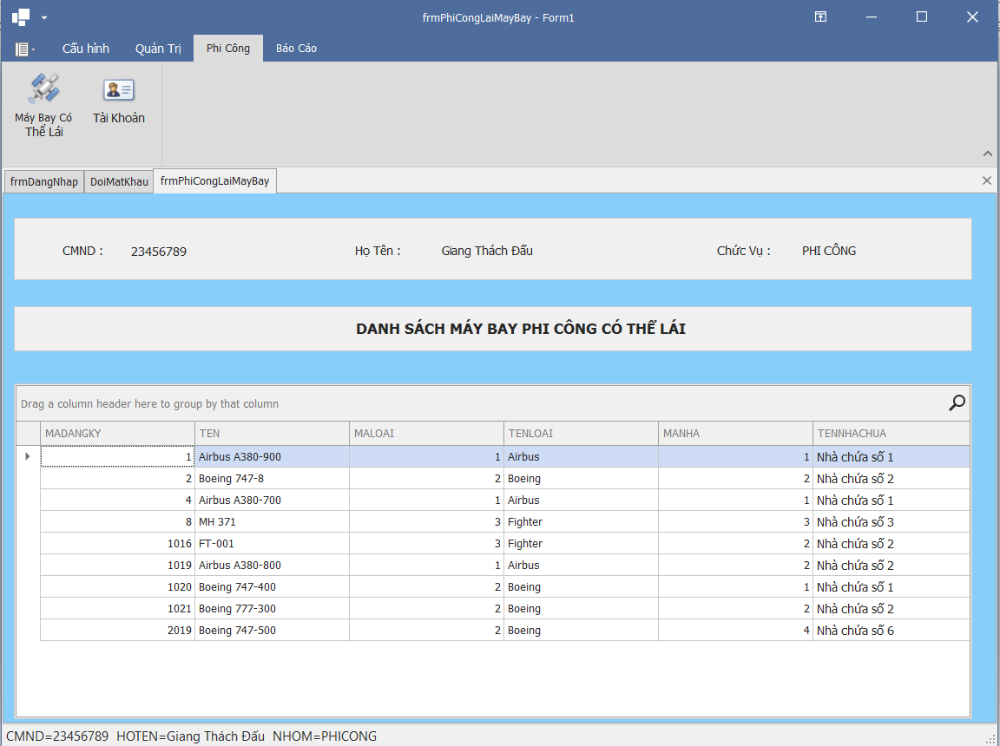 frmPhiCongLaiMayBay - Form1
Cấu hình Quản Trị Phi Công Báo Cáo
Máy Bay Có Thể Lái
Tài Khoản
frmDangNhap DoiMatKhau frmPhiCongLaiMayBay
CMND : 23456789 Họ Tên : Giang Thách Đấu Chức Vụ : PHI CÔNG
DANH SÁCH MÁY BAY PHI CÔNG CÓ THỂ LÁI
Drag a column header here to group by that column
MADANGKY TEN MALOAI TENLOAI MANHA TENNHACHUA
1 Airbus A380-900 1 Airbus 1 Nhà chứa số 1
2 Boeing 747-8 2 Boeing 2 Nhà chứa số 2
4 Airbus A380-700 1 Airbus 1 Nhà chứa số 1
8 MH 371 3 Fighter 3 Nhà chứa số 3
1016 FT-001 3 Fighter 2 Nhà chứa số 2
1019 Airbus A380-800 1 Airbus 2 Nhà chứa số 2
1020 Boeing 747-400 2 Boeing 1 Nhà chứa số 1
1021 Boeing 777-300 2 Boeing 2 Nhà chứa số 2
2019 Boeing 747-500 2 Boeing 4 Nhà chứa số 6
CMND=23456789 HOTEN=Giang Thách Đấu NHOM=PHICONG